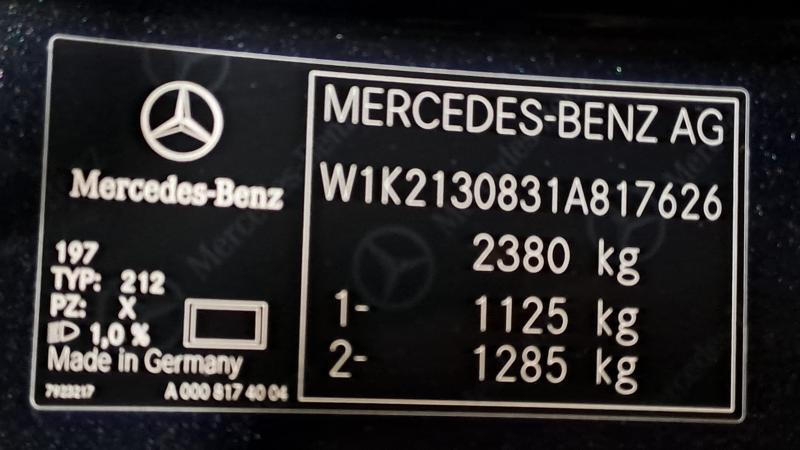 Mercedes-Benz
197
TYP: 212
PZ: X
1,0 %
Made in Germany
7923217
A 000 817 40 04
MERCEDES-BENZ AG
W1K2130831A817626
2380 kg
1- 1125 kg
2- 1285 kg